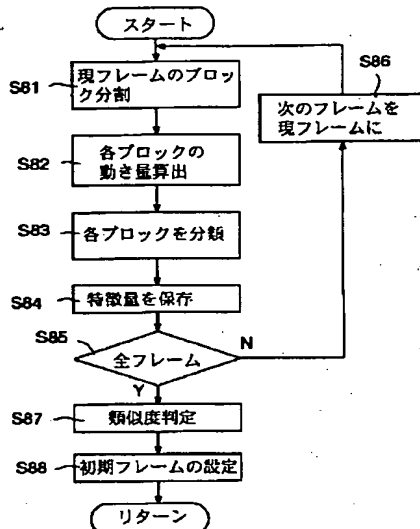 スタート
S81
現フレームのブロッ
ク分割
S82
各ブロックの
動き量算出
S83
各ブロックを分類
S84
特徴量を保存
S85
全フレーム
N
Y
S86
次のフレームを
現フレームに
S87
類似度判定
S88
初期フレームの設定
リターン